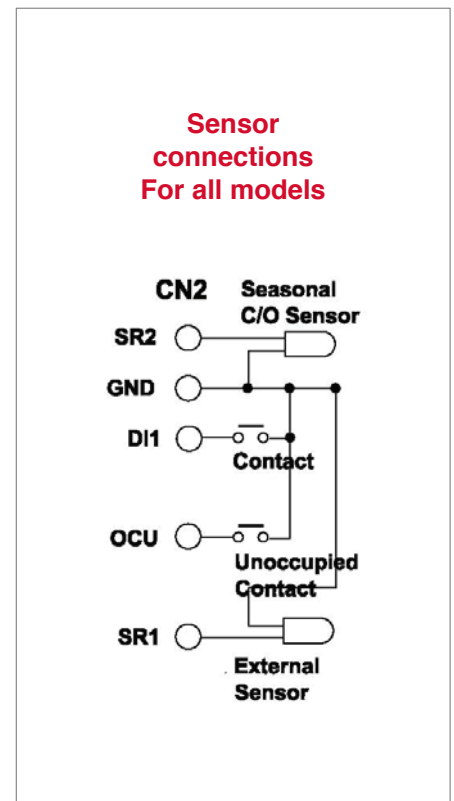 Sensor
connections
For all models
CN2
Seasonal
C/O Sensor
SR2
GND
DI1
Contact
OCU
Unoccupied
Contact
SR1
External
Sensor